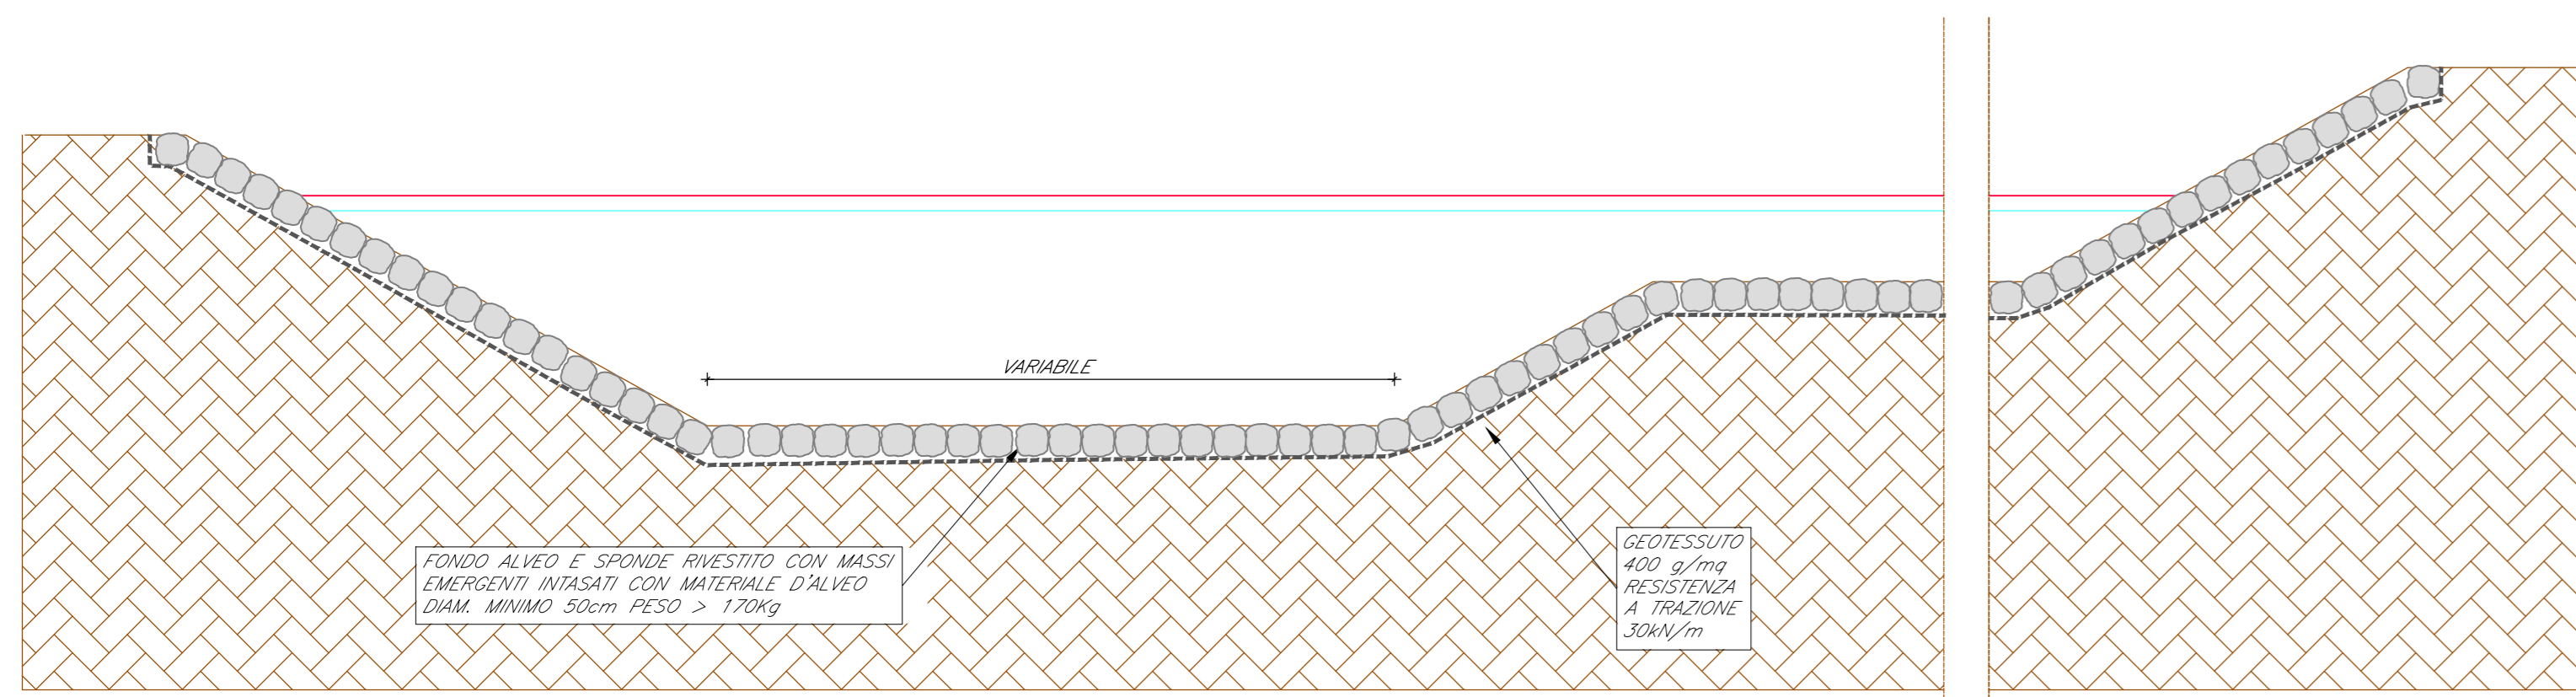 VARIABILE
FONDO ALVEO E SPONDE RIVESTITO CON MASSI
EMERGENTI INTASATI CON MATERIALE D'ALVEO
DIAM. MINIMO 50cm PESO > 170Kg
GEOTESSUTO
400 g/mq
RESISTENZA
A TRAZIONE
30kN/m